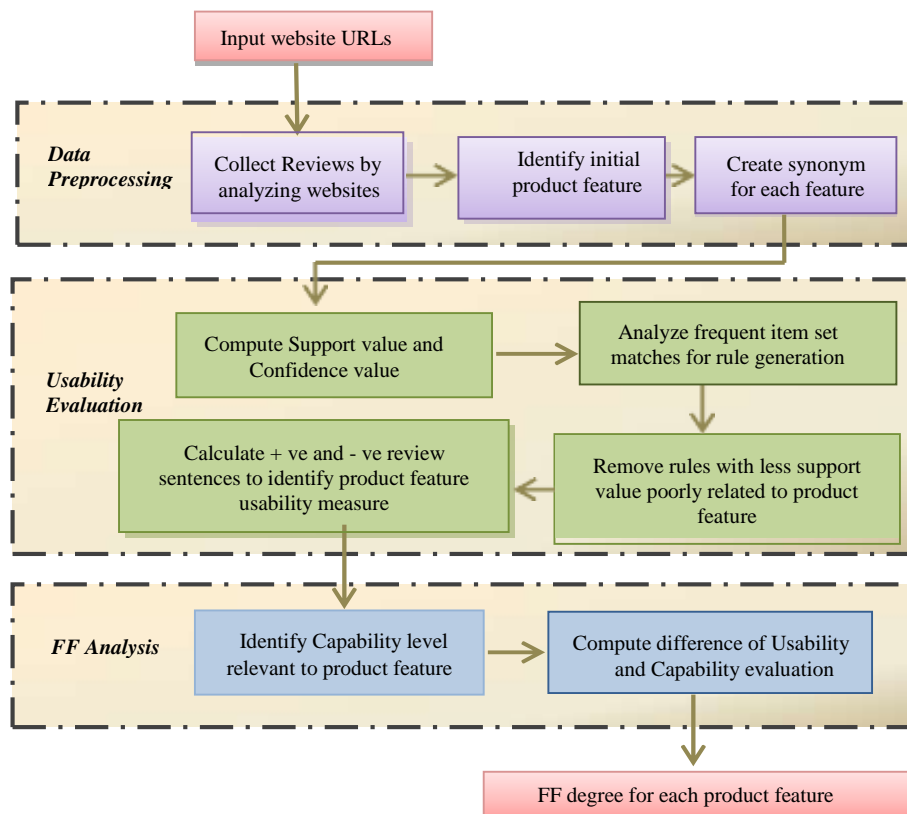 Input website URLs
Data
Preprocessing
Collect Reviews by
analyzing websites
Identify initial
product feature
Create synonym
for each feature
Usability
Evaluation
Compute Support value and
Confidence value
Analyze frequent item set
matches for rule generation
Remove rules with less support
value poorly related to product
feature
Calculate + ve and - ve review
sentences to identify product feature
usability measure
FF Analysis
Identify Capability level
relevant to product feature
Compute difference of Usability
and Capability evaluation
FF degree for each product feature